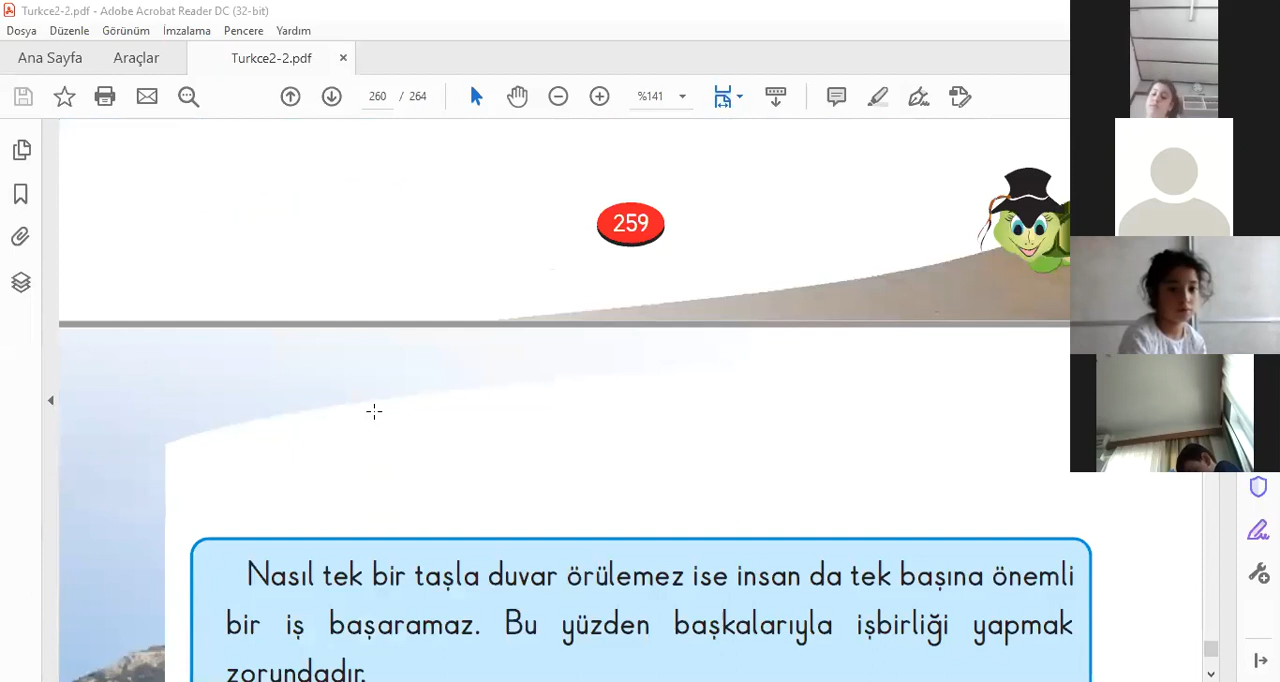 Turkce2-2.pdf - Adobe Acrobat Reader DC (32-bit)
Dosya Düzenle Görünüm İmzalama Pencere Yardım
Ana Sayfa Araçlar Turkce2-2.pdf ×
260 / 264 %141
259
Nasıl tek bir taşla duvar örülemez ise insan da tek başına önemli
bir iş başaramaz. Bu yüzden başkalarıyla işbirliği yapmak
zorundadır.